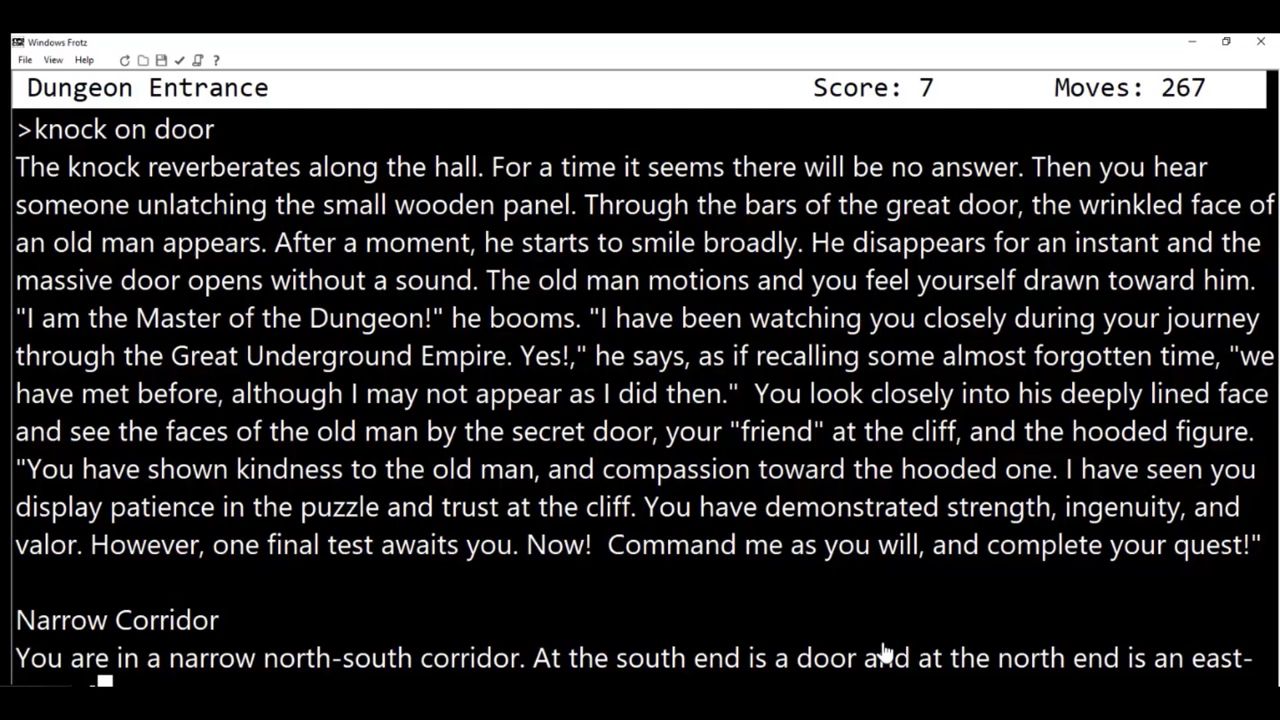 Windows Frotz
File View Help
Dungeon Entrance Score: 7 Moves: 267
>knock on door
The knock reverberates along the hall. For a time it seems there will be no answer. Then you hear
someone unlatching the small wooden panel. Through the bars of the great door, the wrinkled face of
an old man appears. After a moment, he starts to smile broadly. He disappears for an instant and the
massive door opens without a sound. The old man motions and you feel yourself drawn toward him.
"I am the Master of the Dungeon!" he booms. "I have been watching you closely during your journey
through the Great Underground Empire. Yes!," he says, as if recalling some almost forgotten time, "we
have met before, although I may not appear as I did then."  You look closely into his deeply lined face
and see the faces of the old man by the secret door, your "friend" at the cliff, and the hooded figure.
"You have shown kindness to the old man, and compassion toward the hooded one. I have seen you
display patience in the puzzle and trust at the cliff. You have demonstrated strength, ingenuity, and
valor. However, one final test awaits you. Now!  Command me as you will, and complete your quest!"
Narrow Corridor
You are in a narrow north-south corridor. At the south end is a door and at the north end is an east-